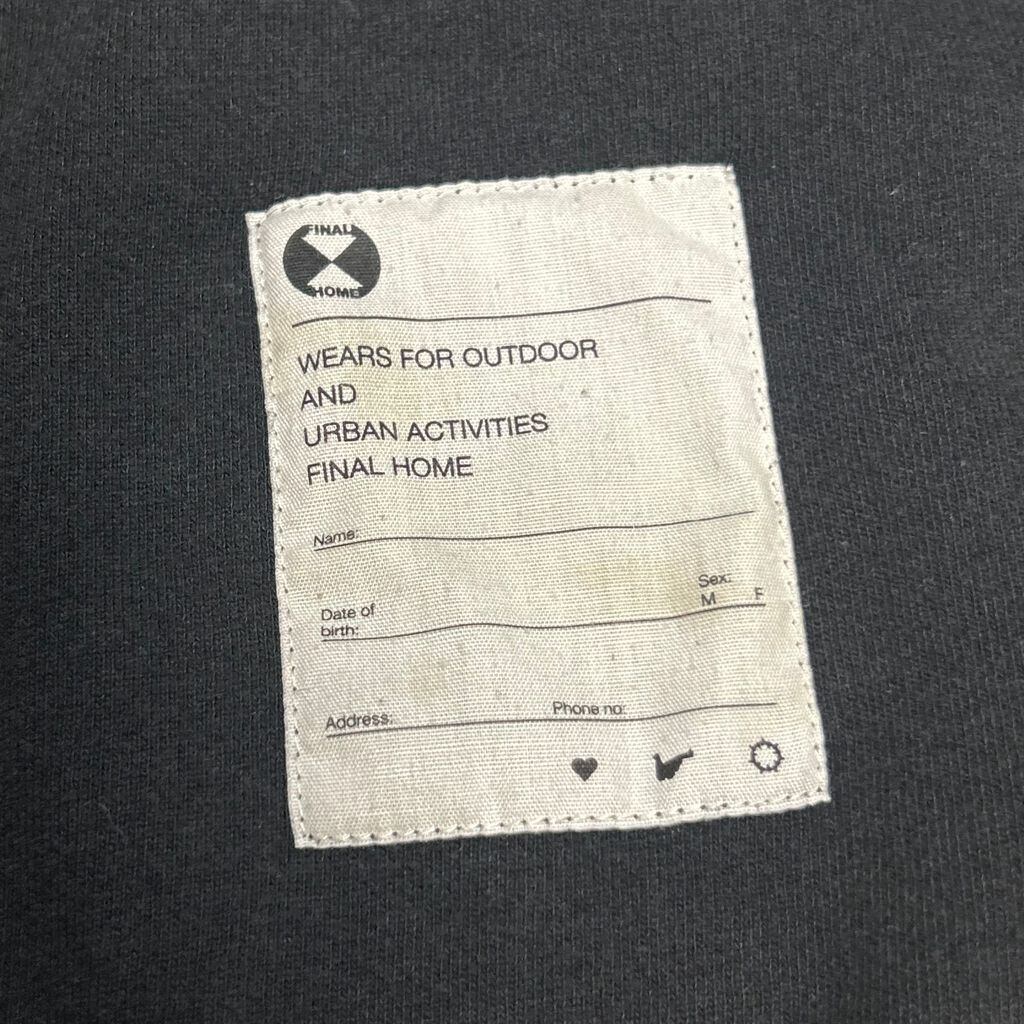 FINAL
HOME
WEARS FOR OUTDOOR
AND
URBAN ACTIVITIES
FINAL HOME
Name:
Sex:
Date of M F
birth:
Address: Phone no: